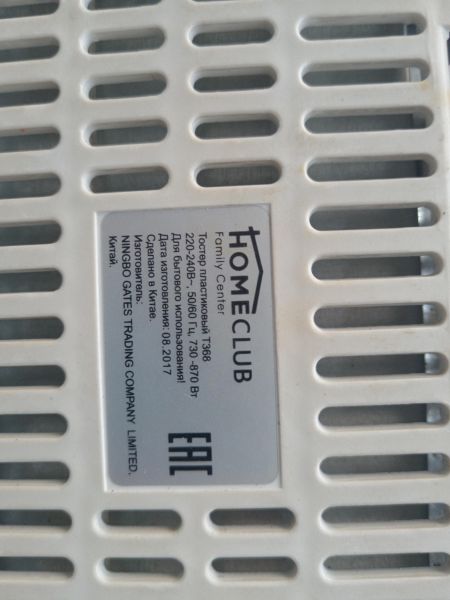 HOMECLUB
Family Center
Тостер пластиковый T368
220-240В~, 50/60 Гц, 730 -870 Вт
Для бытового использования!
Дата изготовления: 08.2017
Сделано в Китае.
Изготовитель:
NINGBO GATES TRADING COMPANY LIMITED.
Китай.
EAC